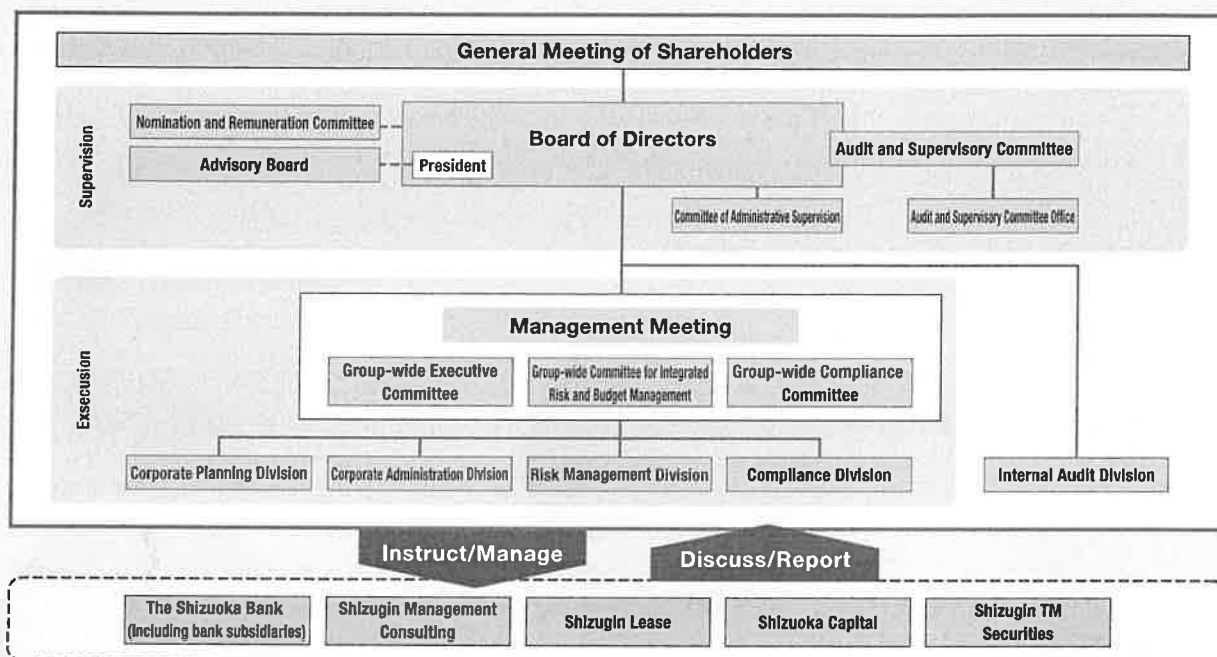 General Meeting of Shareholders
Supervision
Nomination and Remuneration Committee
Advisory Board
Board of Directors
President
Audit and Supervisory Committee
Committee of Administrative Supervision
Audit and Supervisory Committee Office
Exsecusion
Management Meeting
Group-wide Executive
Committee
Group-wide Committee for Integrated
Risk and Budget Management
Group-wide Compliance
Committee
Corporate Planning Division
Corporate Administration Division
Risk Management Division
Compliance Division
Internal Audit Division
Instruct/Manage
Discuss/Report
The Shizuoka Bank
(Including bank subsidiaries)
Shizugin Management
Consulting
Shizugin Lease
Shizuoka Capital
Shizugin TM
Securities